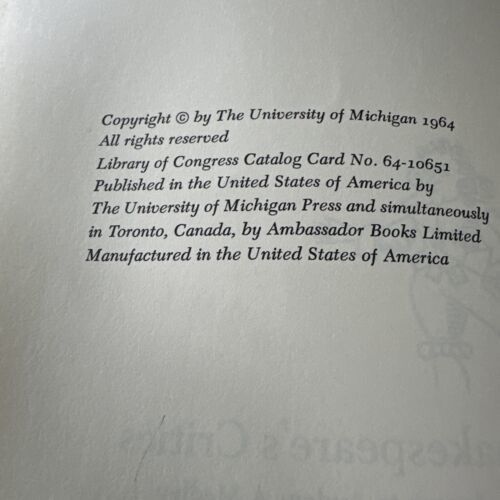 Copyright © by The University of Michigan 1964
All rights reserved
Library of Congress Catalog Card No. 64-10651
Published in the United States of America by
The University of Michigan Press and simultaneously
in Toronto, Canada, by Ambassador Books Limited
Manufactured in the United States of America
akespeare's Critics